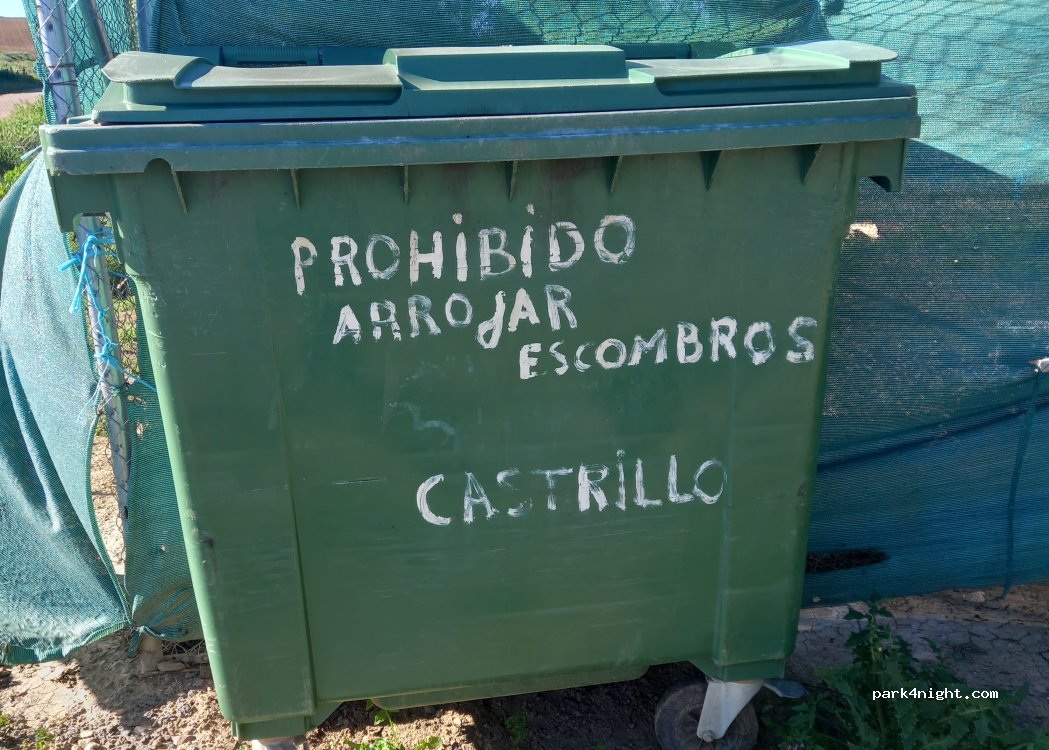 PROHIBIDO
ARROJAR
ESCOMBROS
CASTRILLO
park4night.com